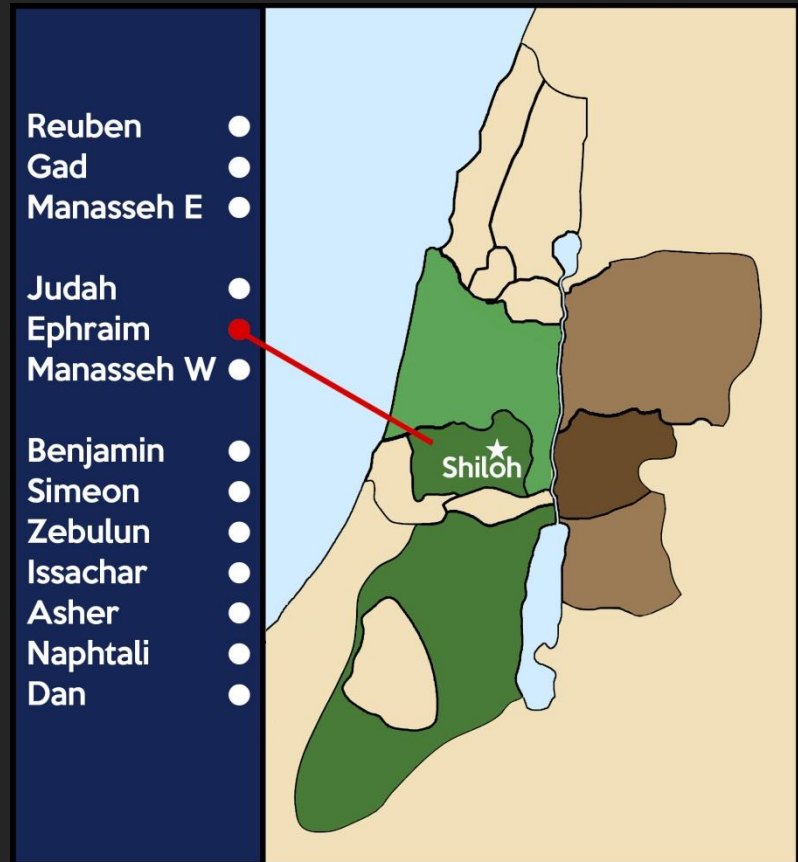 Reuben
Gad
Manasseh E
Judah
Ephraim
Manasseh W
Benjamin
Simeon
Zebulun
Issachar
Asher
Naphtali
Dan
Shiloh